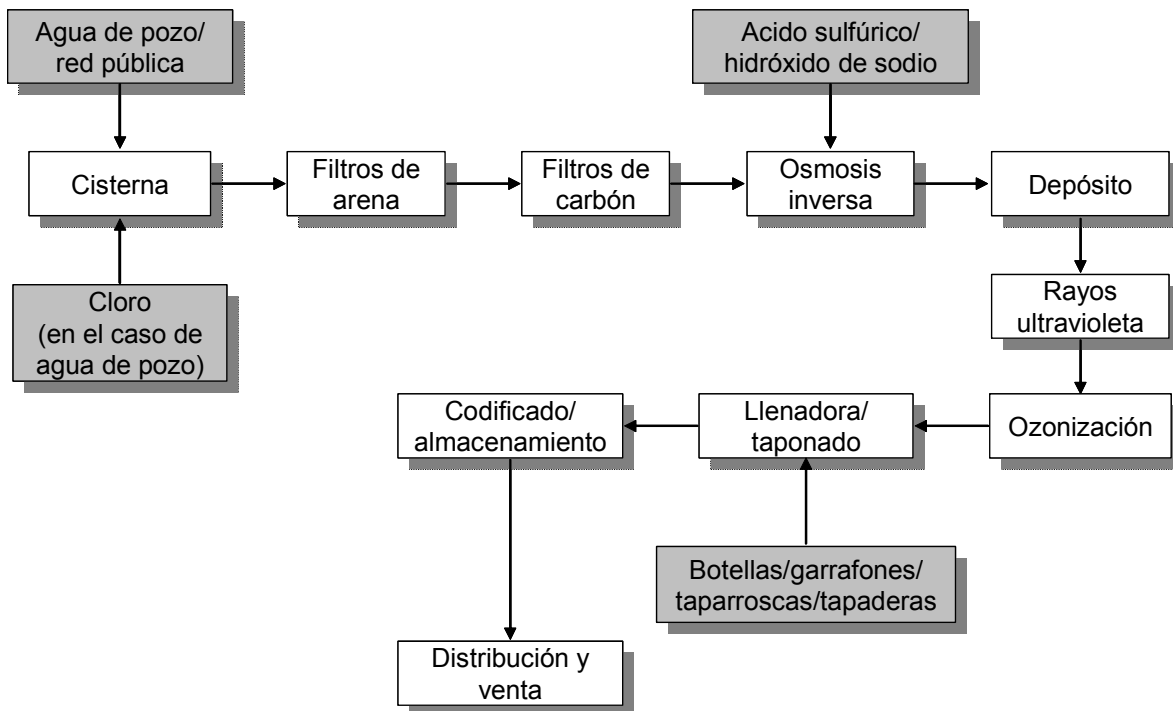 Agua de pozo/
red pública
Acido sulfúrico/
hidróxido de sodio
Cisterna
Filtros de
arena
Filtros de
carbón
Osmosis
inversa
Depósito
Cloro
(en el caso de
agua de pozo)
Rayos
ultravioleta
Codificado/
almacenamiento
Llenadora/
taponado
Ozonización
Botellas/garrafones/
taparroscas/tapaderas
Distribución y
venta